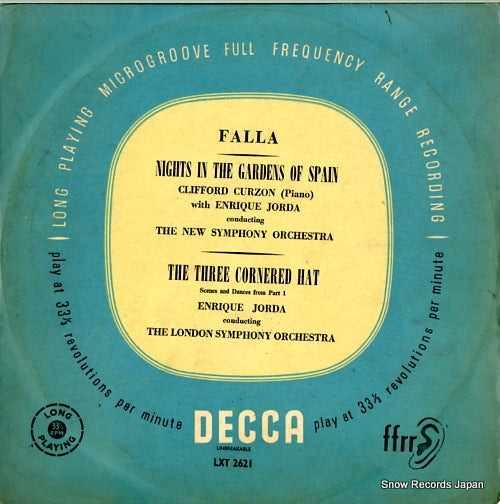 LONG PLAYING MICROGROOVE FULL FREQUENCY RANGE RECORDING
FALLA
NIGHTS IN THE GARDENS OF SPAIN
CLIFFORD CURZON (Piano)
with ENRIQUE JORDA
conducting
THE NEW SYMPHONY ORCHESTRA
THE THREE CORNERED HAT
Scenes and Dances from Part 1
ENRIQUE JORDA
conducting
THE LONDON SYMPHONY ORCHESTRA
play at 33⅓ revolutions per minute
play at 33⅓ revolutions per minute
LONG
33⅓
RPM
PLAYING
DECCA
UNBREAKABLE
LXT 2621
ffrr
Snow Records Japan
(C)